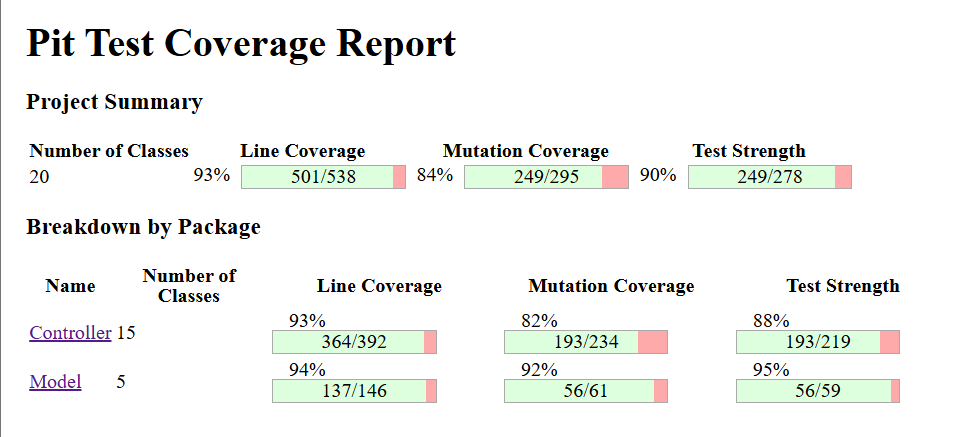 Pit Test Coverage Report
Project Summary
Number of Classes Line Coverage Mutation Coverage Test Strength
20 93% 501/538 84% 249/295 90% 249/278
Breakdown by Package
Name Number of Classes Line Coverage Mutation Coverage Test Strength
Controller 15 93% 364/392 82% 193/234 88% 193/219
Model 5 94% 137/146 92% 56/61 95% 56/59